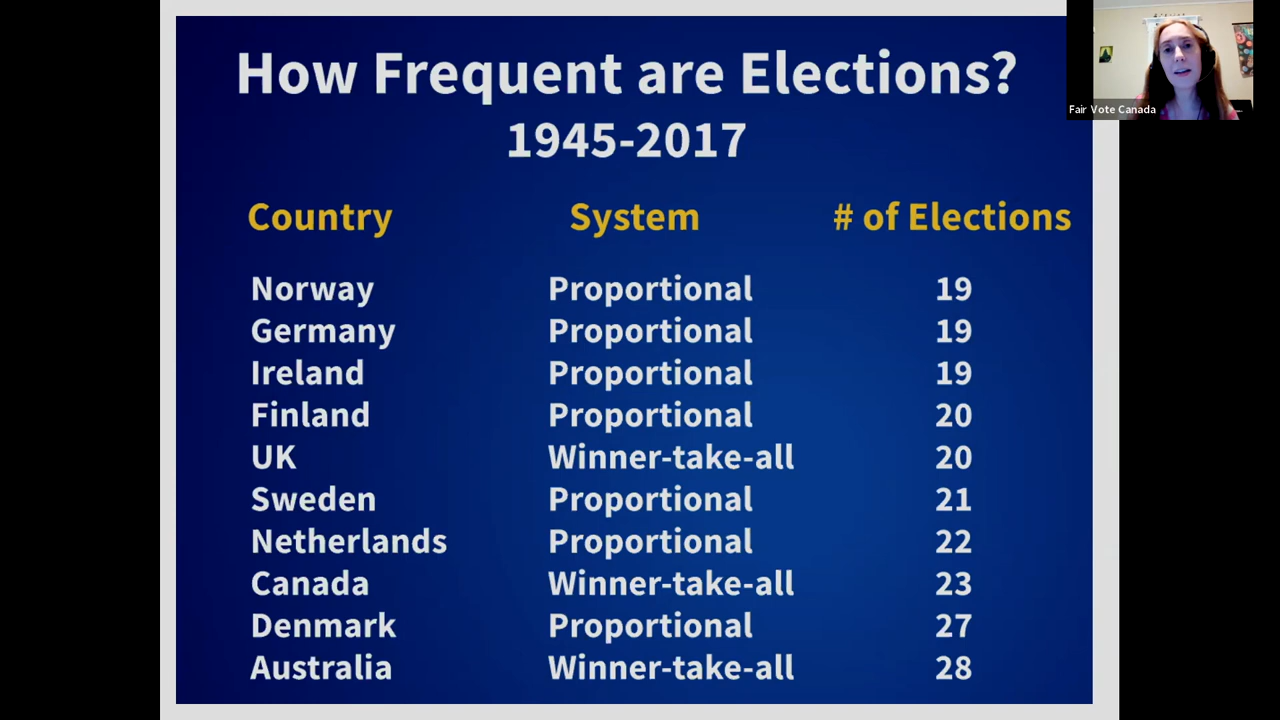 How Frequent are Elections?
1945-2017
Fair Vote Canada
Country System # of Elections
Norway Proportional 19
Germany Proportional 19
Ireland Proportional 19
Finland Proportional 20
UK Winner-take-all 20
Sweden Proportional 21
Netherlands Proportional 22
Canada Winner-take-all 23
Denmark Proportional 27
Australia Winner-take-all 28